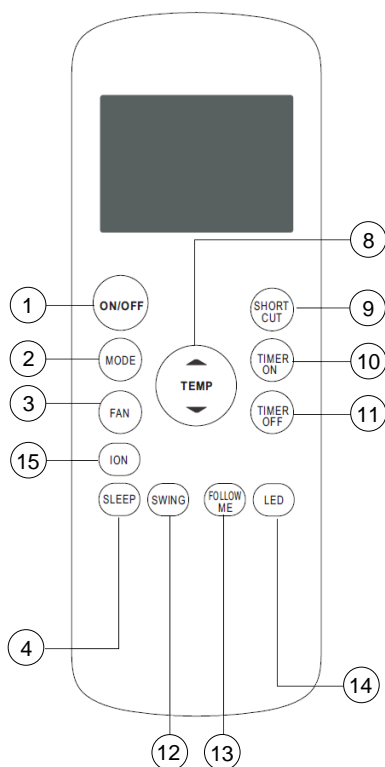 8
1
ON/OFF
SHORT
CUT
9
2
MODE
TEMP
TIMER
ON
10
3
FAN
TIMER
OFF
11
15
ION
SLEEP
SWING
FOLLOW
ME
LED
4
14
12
13